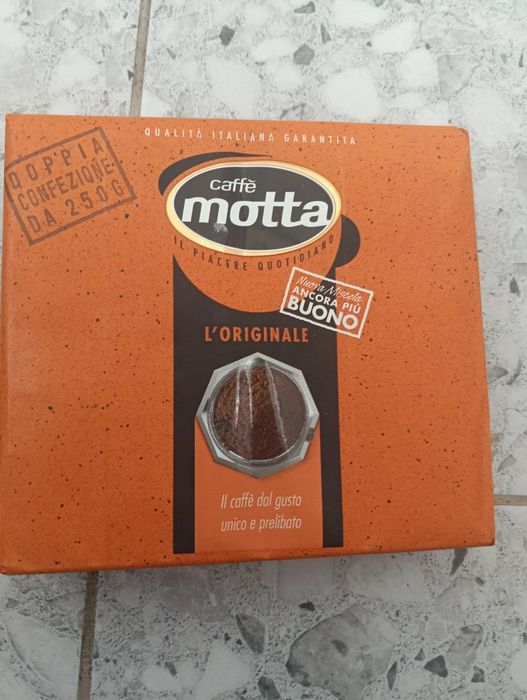 QUALITÀ ITALIANA GARANTITA
DOPPIA
CONFEZIONE
DA 250G
caffè
motta
IL PIACERE QUOTIDIANO
Nuova Miscela
ANCORA PIÙ
BUONO
L'ORIGINALE
Il caffè dal gusto
unico e prelibato